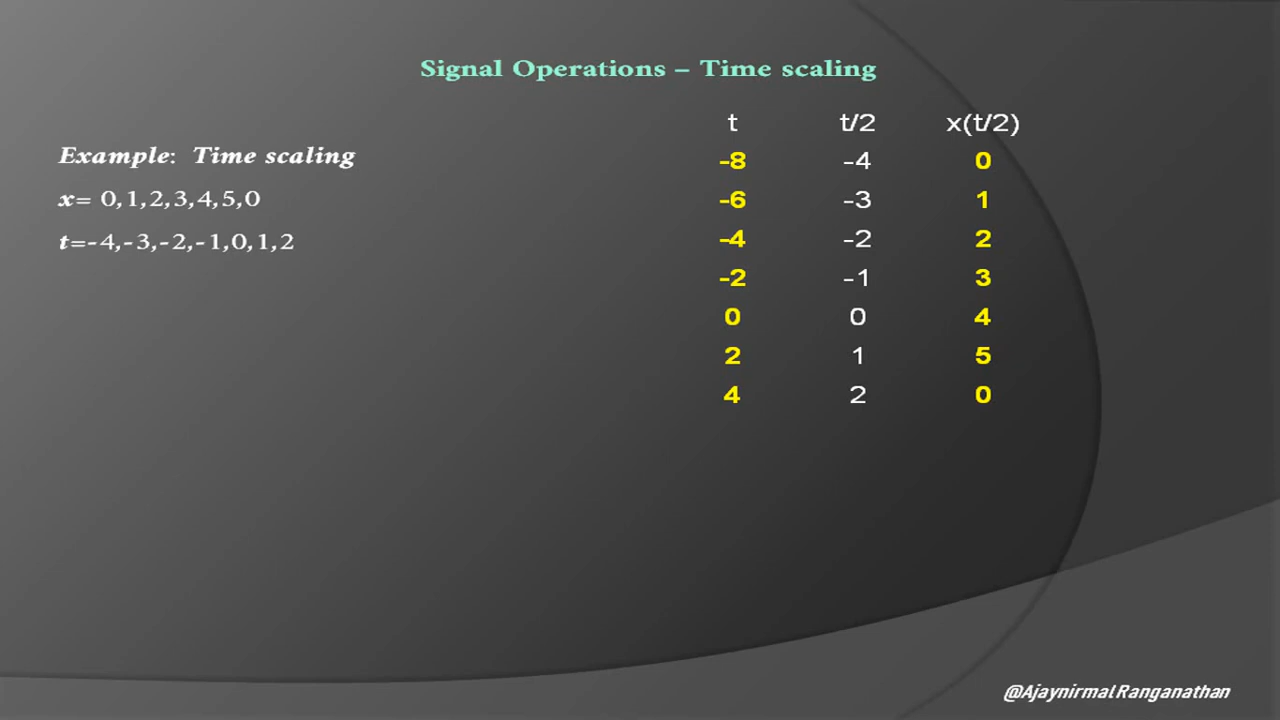 Signal Operations – Time scaling
Example: Time scaling
x= 0,1,2,3,4,5,0
t=-4,-3,-2,-1,0,1,2
t t/2 x(t/2)
-8 -4 0
-6 -3 1
-4 -2 2
-2 -1 3
0 0 4
2 1 5
4 2 0
@Ajaynirmal Ranganathan